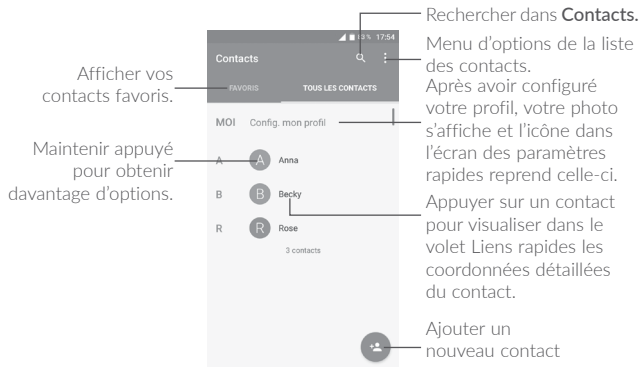 Rechercher dans Contacts.
17:54
Contacts
Menu d'options de la liste
des contacts.
Afficher vos
contacts favoris.
FAVORIS
TOUS LES CONTACTS
Après avoir configuré
votre profil, votre photo
s'affiche et l'icône dans
l'écran des paramètres
rapides reprend celle-ci.
MOI Config. mon profil
Maintenir appuyé
pour obtenir
davantage d'options.
A A Anna
B B Becky
R R Rose
3 contacts
Appuyer sur un contact
pour visualiser dans le
volet Liens rapides les
coordonnées détaillées
du contact.
Ajouter un
nouveau contact